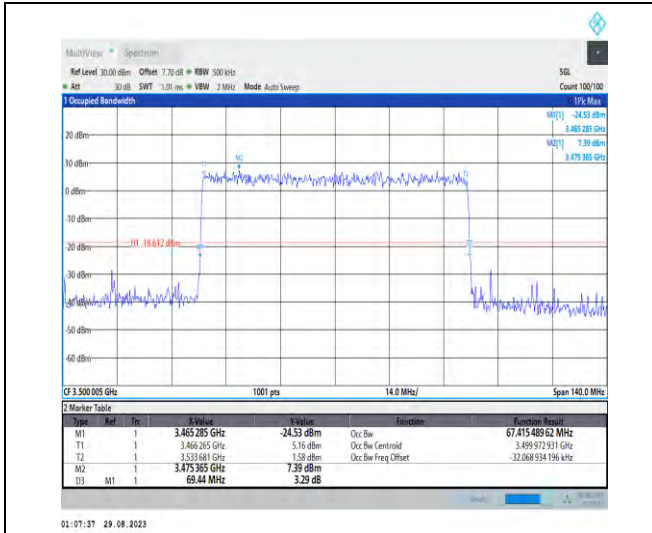 MultiView Spectrum
Ref Level 30.00 dBm Offset 7.70 dB RBW 500 kHz SGL
Att 30 dB SWT 1.01 ms VBW 2 MHz Mode Auto Sweep Count 100/100
1 Occupied Bandwidth 1Pk Max
M1[1] -24.53 dBm
3.465 285 GHz
M2[1] 7.39 dBm
3.475 365 GHz
20 dBm
10 dBm
M2
0 dBm
-10 dBm
H1 -18.612 dBm
-20 dBm
-30 dBm
-40 dBm
-50 dBm
-60 dBm
CF 3.500 005 GHz 1001 pts 14.0 MHz/ Span 140.0 MHz
2 Marker Table
Type Ref Trc X-Value Y-Value Function Function Result
M1 1 3.465 285 GHz -24.53 dBm Occ Bw 67.415 489 62 MHz
T1 1 3.466 265 GHz 5.16 dBm Occ Bw Centroid 3.499 972 931 GHz
T2 1 3.533 681 GHz 1.58 dBm Occ Bw Freq Offset -32.068 934 196 kHz
M2 1 3.475 365 GHz 7.39 dBm
D3 M1 1 69.44 MHz 3.29 dB
01:07:37 29.08.2023